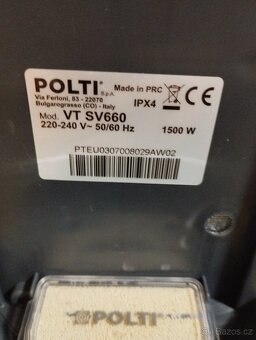 POLTI S.p.A.
Made in PRC
Via Ferloni, 83 - 22070
Bulgarograsso (CO) - Italy
IPX4
CE
Mod. VT SV660
220-240 V~ 50/60 Hz
1500 W
PTEU0307008029AW02
POLTI
sbazos.cz